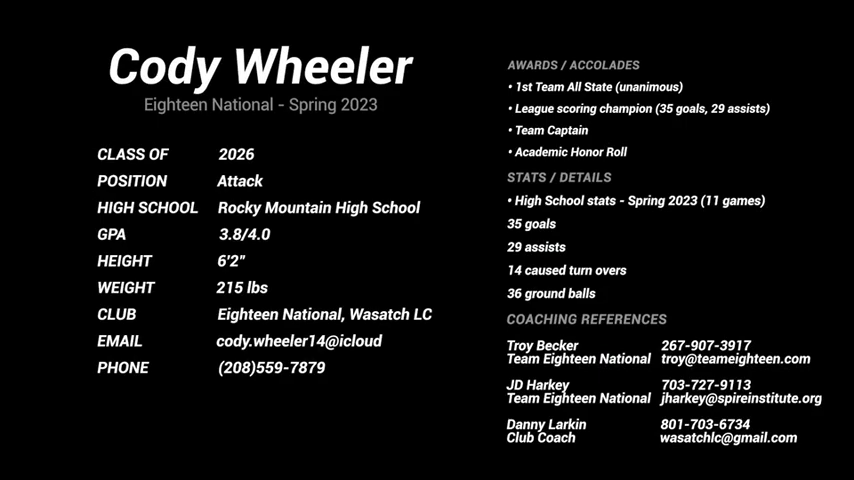 Cody Wheeler
Eighteen National - Spring 2023
CLASS OF 2026
POSITION Attack
HIGH SCHOOL Rocky Mountain High School
GPA 3.8/4.0
HEIGHT 6'2"
WEIGHT 215 lbs
CLUB Eighteen National, Wasatch LC
EMAIL cody.wheeler14@icloud
PHONE (208)559-7879
AWARDS / ACCOLADES
• 1st Team All State (unanimous)
• League scoring champion (35 goals, 29 assists)
• Team Captain
• Academic Honor Roll
STATS / DETAILS
• High School stats - Spring 2023 (11 games)
35 goals
29 assists
14 caused turn overs
36 ground balls
COACHING REFERENCES
Troy Becker 267-907-3917
Team Eighteen National troy@teameighteen.com
JD Harkey 703-727-9113
Team Eighteen National jharkey@spireinstitute.org
Danny Larkin 801-703-6734
Club Coach wasatchlc@gmail.com